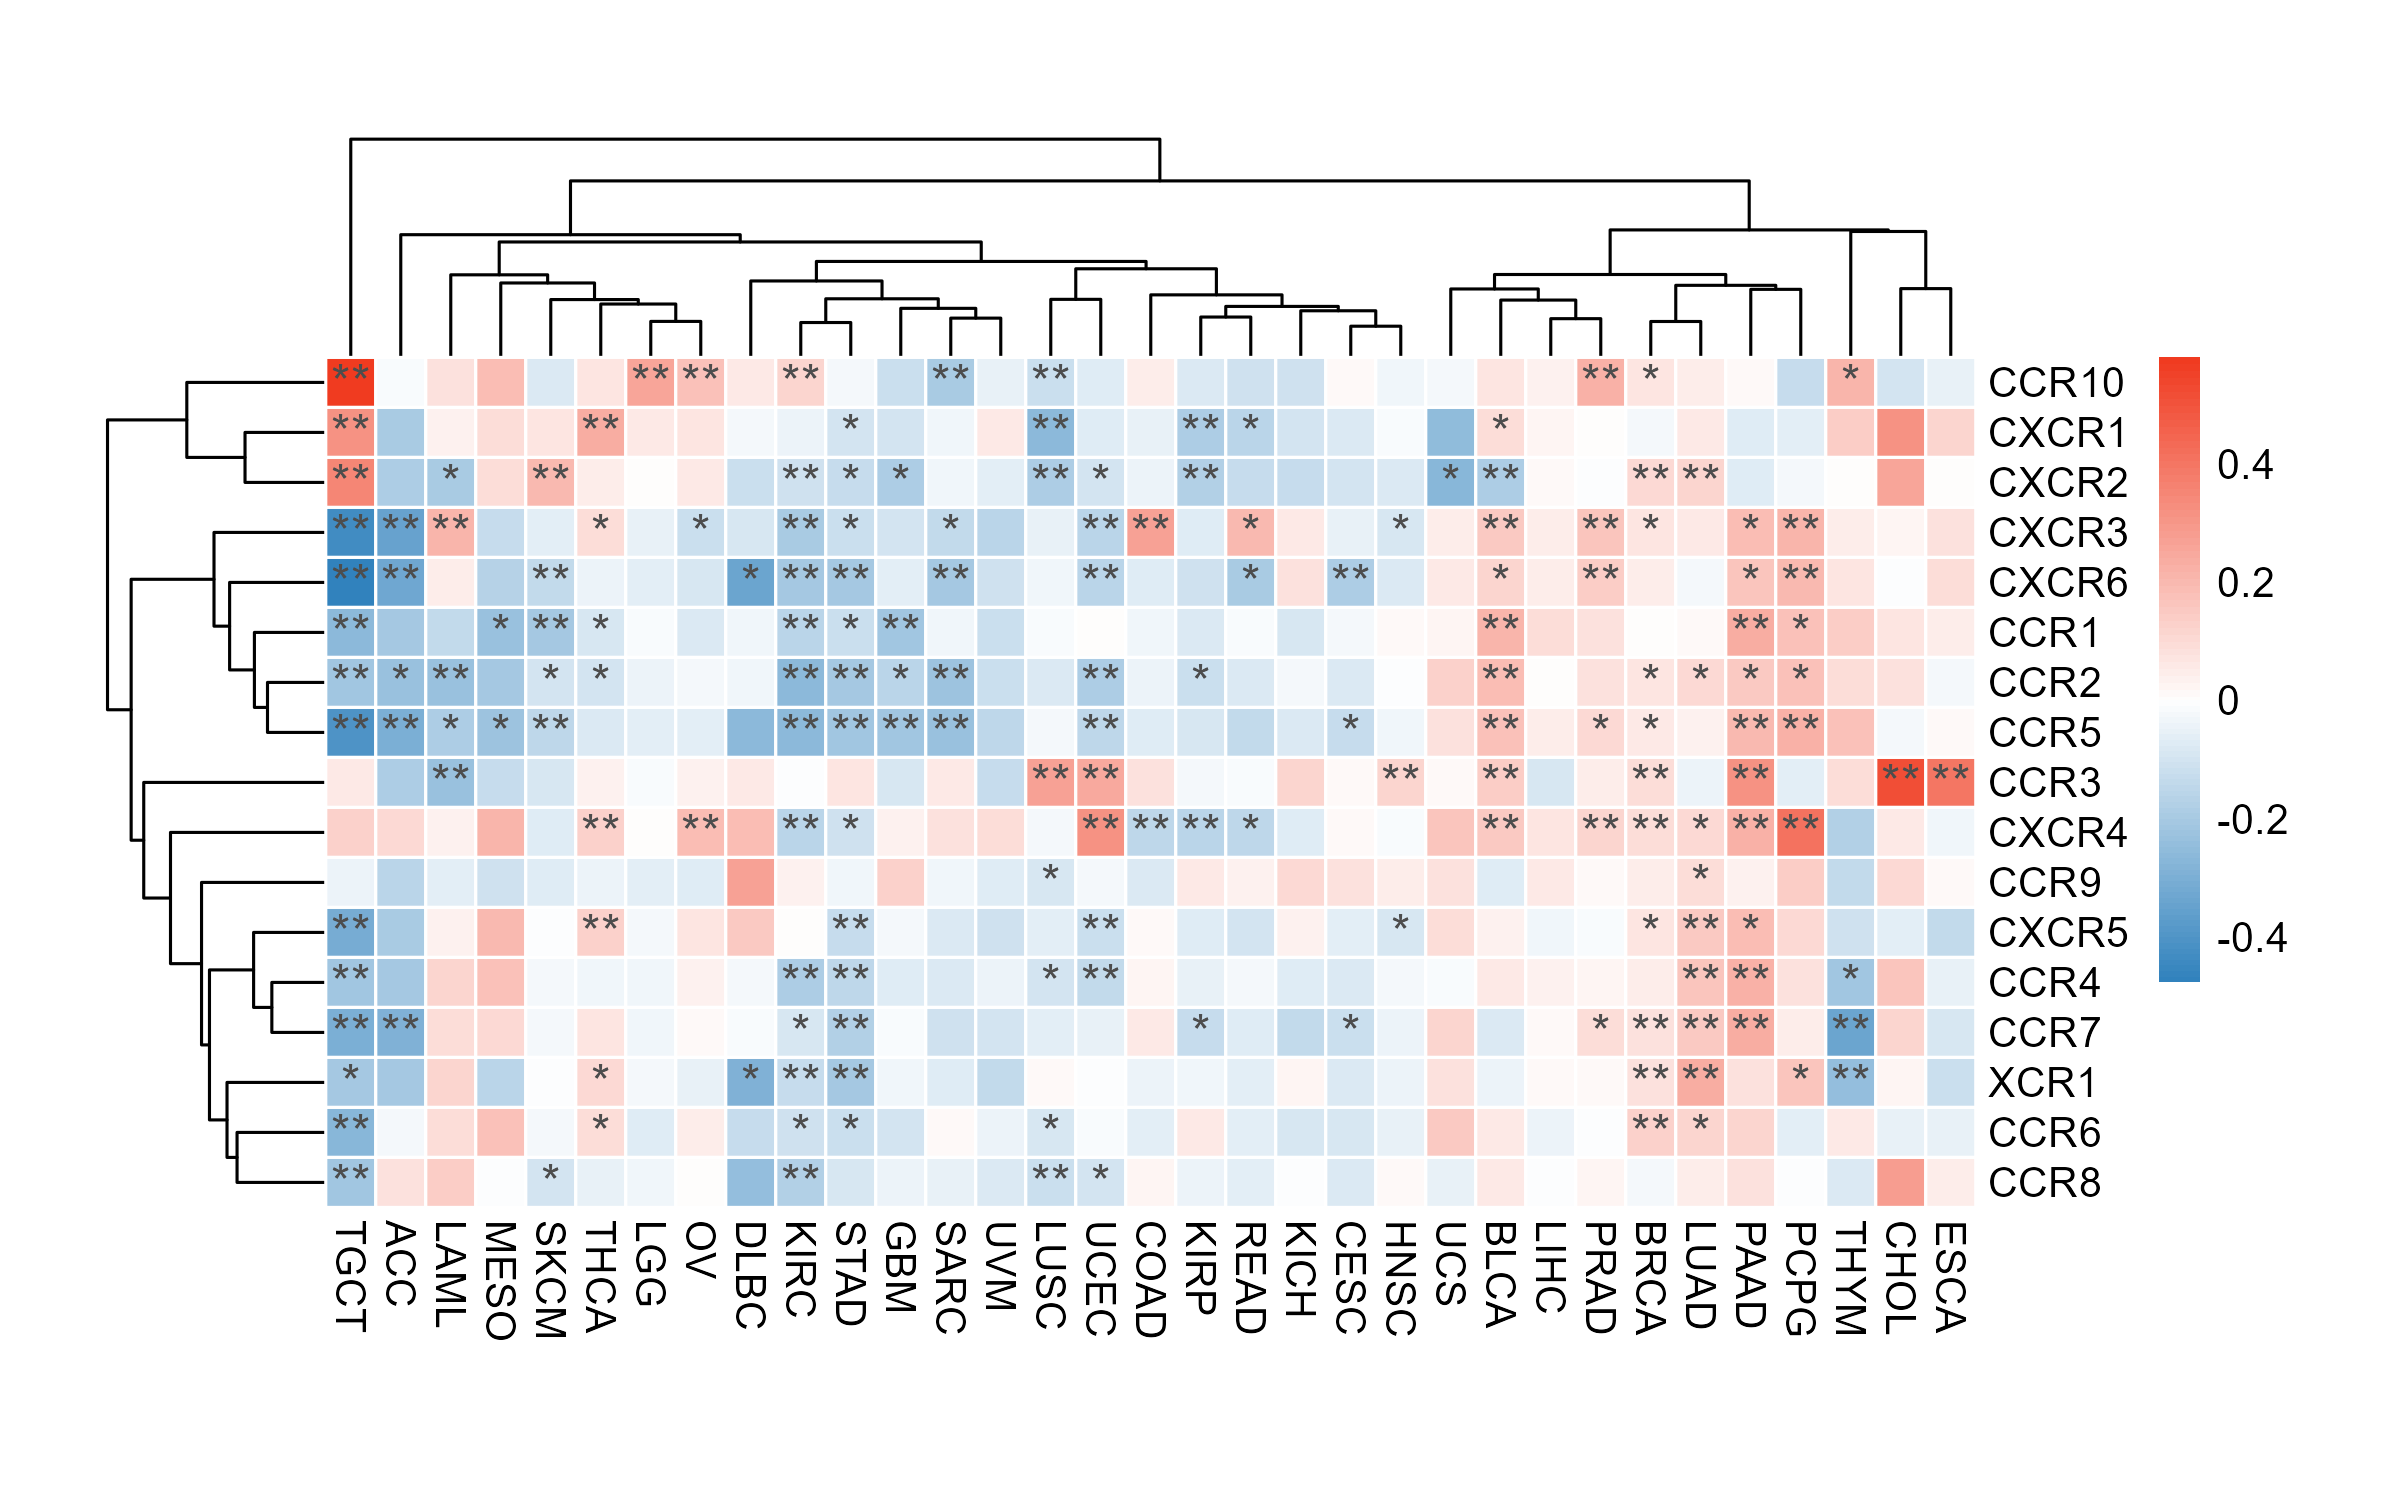 ** ** ** ** ** ** ** * * CCR10
** ** * ** ** * * CXCR1
** * ** ** * * ** * ** * ** ** ** CXCR2
** ** ** * * ** * * ** ** * * ** ** * * ** CXCR3
** ** ** * ** ** ** ** * ** * ** * ** CXCR6
** * ** * ** * ** ** ** * CCR1
** * ** * * ** ** * ** ** * ** * * * * CCR2
** ** * * ** ** ** ** ** ** * ** * * ** ** CCR5
** ** ** ** ** ** ** ** ** CCR3
** ** ** * ** ** ** * ** ** ** * ** ** CXCR4
* * CCR9
** ** ** ** * * ** * CXCR5
** ** ** * ** ** ** * CCR4
** ** * ** * * * ** ** ** ** CCR7
* * * ** ** ** ** * ** XCR1
** * * * * ** * CCR6
** * ** ** * CCR8
0.4
0.2
0
-0.2
-0.4
TGCT
ACC
LAML
MESO
SKCM
THCA
LGG
OV
DLBC
KIRC
STAD
GBM
SARC
UVM
LUSC
UCEC
COAD
KIRP
READ
KICH
CESC
HNSC
UCS
BLCA
LIHC
PRAD
BRCA
LUAD
PAAD
PCPG
THYM
CHOL
ESCA